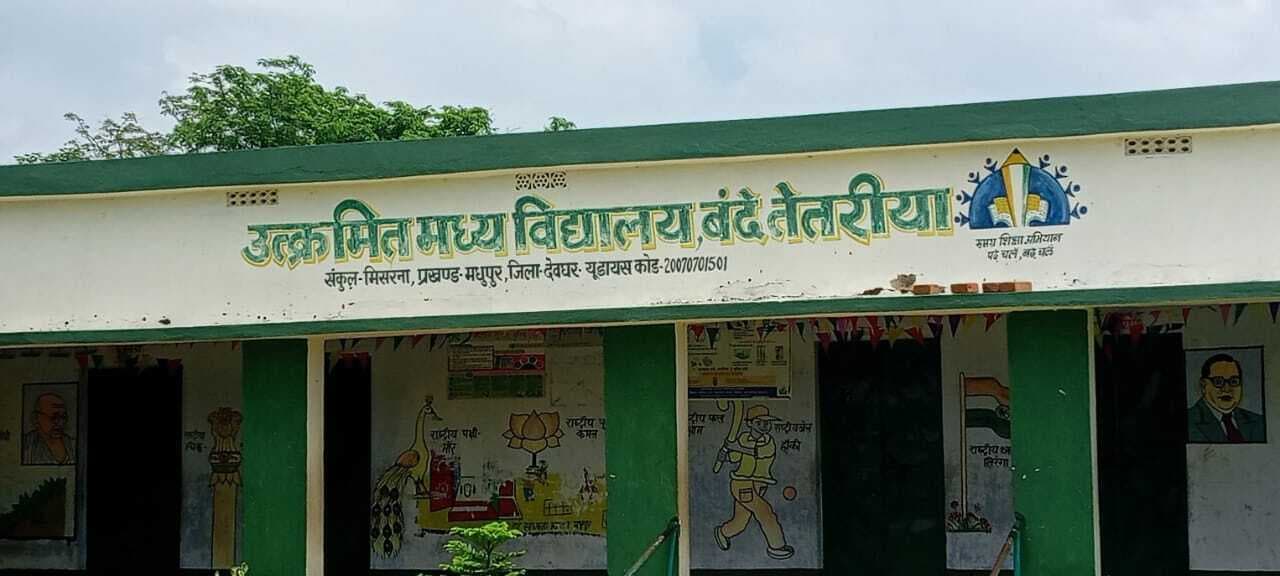 उत्क्रमित मध्य विद्यालय, बंदे तेतरीया
संकुल-मिसरना, प्रखण्ड-मधुपुर, जिला-देवघर- यूडायस कोड-20070701501
समग्र शिक्षा अभियान
पढे चलें, बढे चलें
राष्ट्रीय
राष्ट्रीय पक्षी-
मोर
राष्ट्रीय
कमल
राष्ट्रीय फल
राष्ट्रीय खेल
हॉकी
राष्ट्रीय
तिरंगा